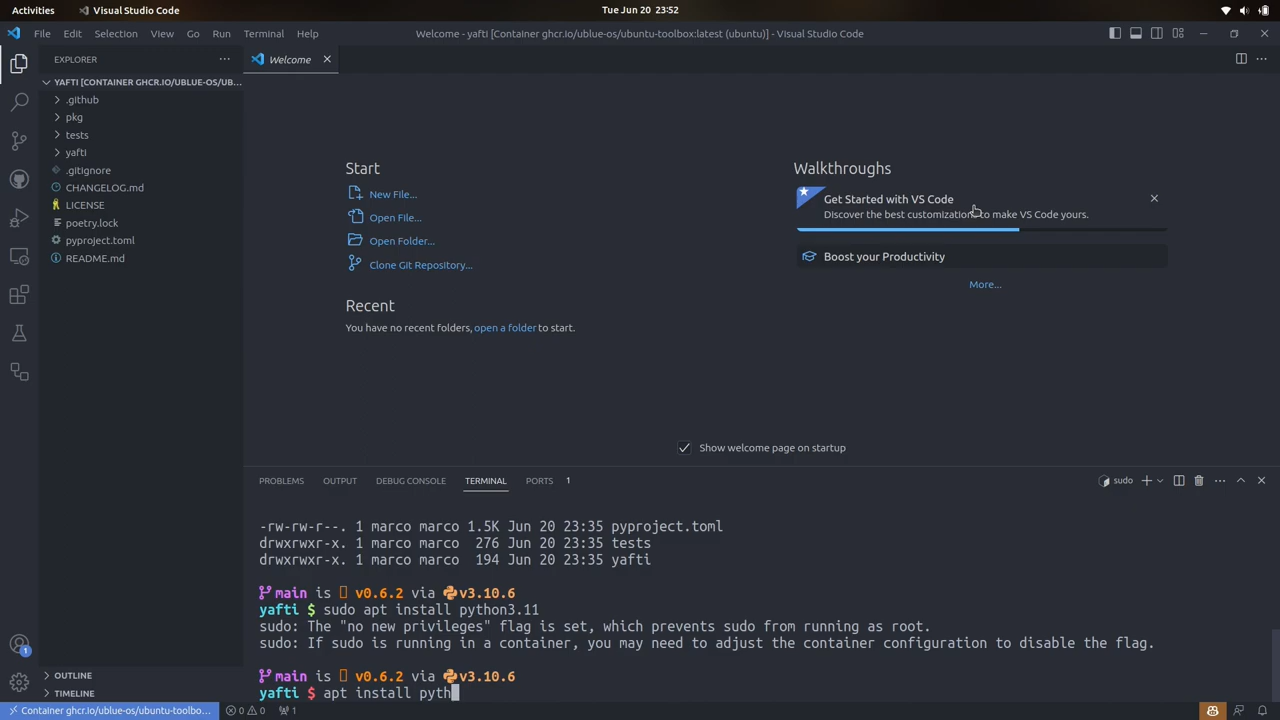 Activities
Visual Studio Code
Tue Jun 20 23:52
File Edit Selection View Go Run Terminal Help
Welcome - yafti [Container ghcr.io/ublue-os/ubuntu-toolbox:latest (ubuntu)] - Visual Studio Code
EXPLORER
Welcome
YAFTI [CONTAINER GHCR.IO/UBLUE-OS/UB...
.github
pkg
tests
yafti
.gitignore
CHANGELOG.md
LICENSE
poetry.lock
pyproject.toml
README.md
OUTLINE
TIMELINE
Start
New File...
Open File...
Open Folder...
Clone Git Repository...
Recent
You have no recent folders, open a folder to start.
Walkthroughs
Get Started with VS Code
Discover the best customizations to make VS Code yours.
Boost your Productivity
More...
Show welcome page on startup
PROBLEMS OUTPUT DEBUG CONSOLE TERMINAL PORTS 1
sudo
-rw-rw-r--. 1 marco marco 1.5K Jun 20 23:35 pyproject.toml
drwxrwxr-x. 1 marco marco  276 Jun 20 23:35 tests
drwxrwxr-x. 1 marco marco  194 Jun 20 23:35 yafti
main is v0.6.2 via v3.10.6
yafti $ sudo apt install python3.11
sudo: The "no new privileges" flag is set, which prevents sudo from running as root.
sudo: If sudo is running in a container, you may need to adjust the container configuration to disable the flag.
main is v0.6.2 via v3.10.6
yafti $ apt install pyth
1
Container ghcr.io/ublue-os/ubuntu-toolbo... 0 0 1